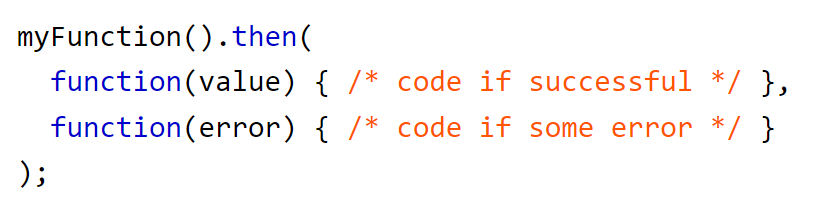 myFunction().then(
  function(value) { /* code if successful */ },
  function(error) { /* code if some error */ }
);